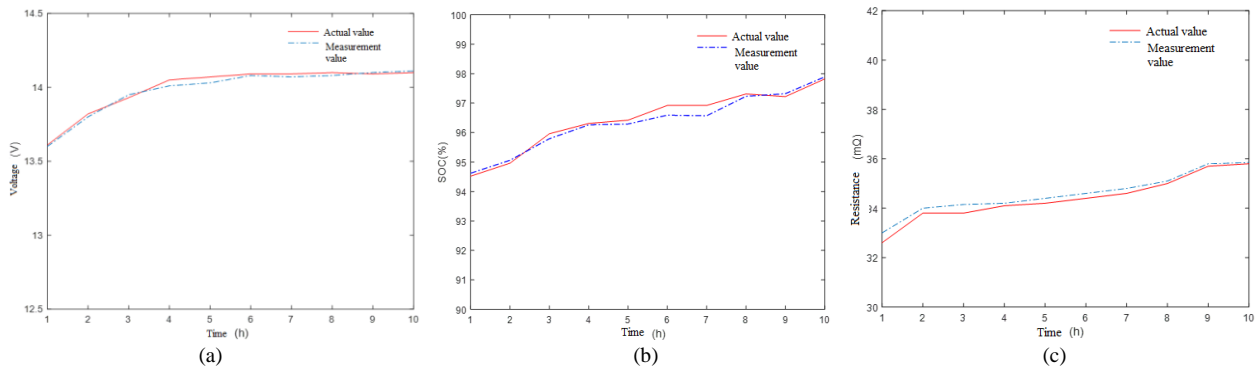 14.5
14
13.5
13
12.5
Voltage (V)
Actual value
Measurement
value
1 2 3 4 5 6 7 8 9 10
Time (h)
(a)
100
99
98
97
96
95
94
93
92
91
90
SOC(%)
Actual value
Measurement
value
1 2 3 4 5 6 7 8 9 10
Time (h)
(b)
42
40
38
36
34
32
30
Resistance (mΩ)
Actual value
Measurement
value
1 2 3 4 5 6 7 8 9 10
Time (h)
(c)